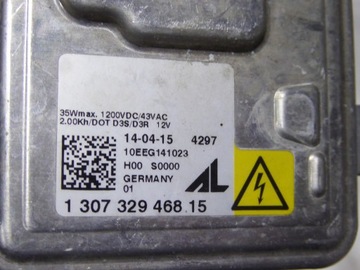 35Wmax. 1200VDC/43VAC
2.00Kh/DOT D3S/D3R 12V
14-04-15 4297
10EEG141023
H00 S0000
GERMANY
01
AL
1 307 329 468.15